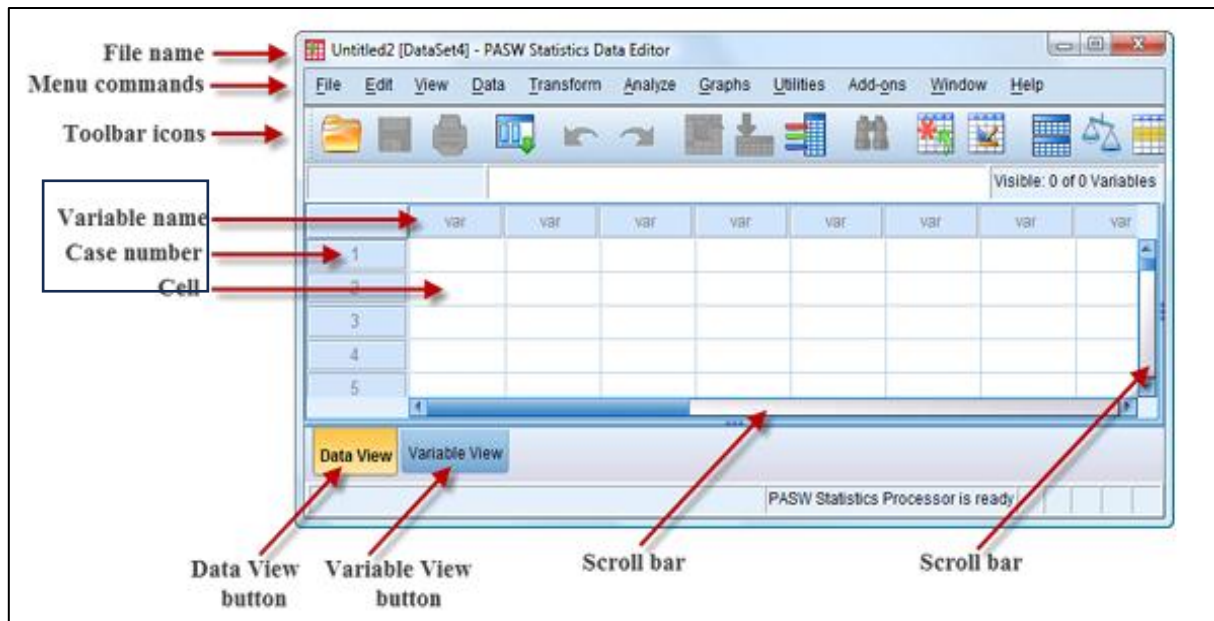 File name
Untitled2 [DataSet4] - PASW Statistics Data Editor
Menu commands
File Edit View Data Transform Analyze Graphs Utilities Add-ons Window Help
Toolbar icons
Visible: 0 of 0 Variables
Variable name
var var var var var var var var
Case number
1
Cell
2
3
4
5
Data View Variable View
PASW Statistics Processor is ready
Data View button
Variable View button
Scroll bar
Scroll bar